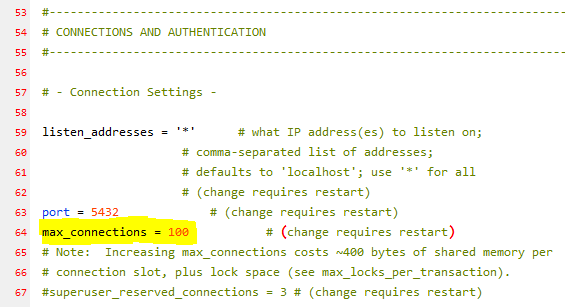 53 #------------------------------------------------------------------------------
54 # CONNECTIONS AND AUTHENTICATION
55 #------------------------------------------------------------------------------
56
57 # - Connection Settings -
58
59 listen_addresses = '*' # what IP address(es) to listen on;
60 # comma-separated list of addresses;
61 # defaults to 'localhost'; use '*' for all
62 # (change requires restart)
63 port = 5432 # (change requires restart)
64 max_connections = 100 # (change requires restart)
65 # Note: Increasing max_connections costs ~400 bytes of shared memory per
66 # connection slot, plus lock space (see max_locks_per_transaction).
67 #superuser_reserved_connections = 3 # (change requires restart)